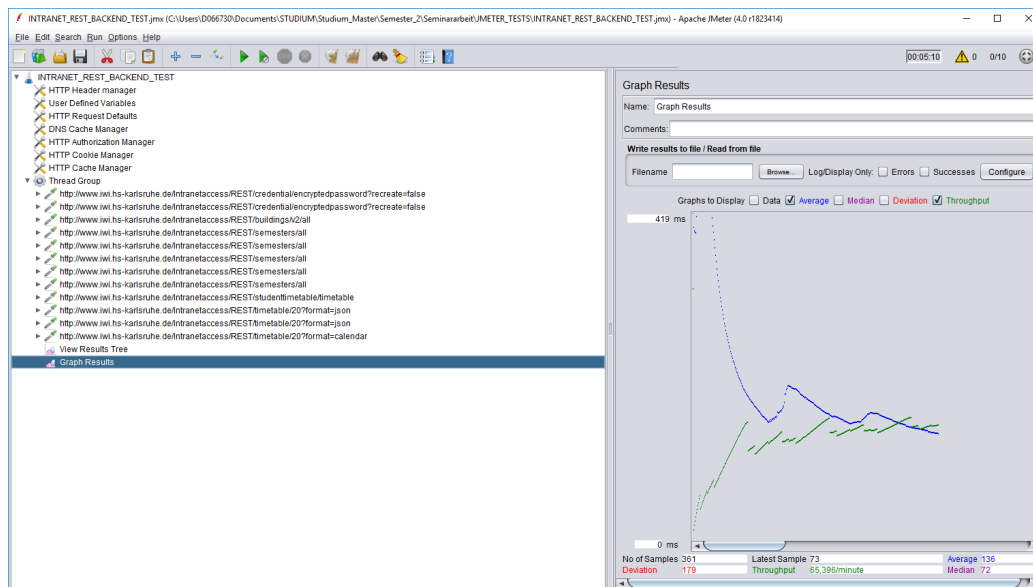 INTRANET_REST_BACKEND_TEST.jmx (C:\Users\D066730\Documents\STUDIUM\Studium_Master\Semester_2\Seminararbeit\JMETER_TESTS\INTRANET_REST_BACKEND_TEST.jmx) - Apache JMeter (4.0 r1823414)
File Edit Search Run Options Help
00:05:10 0 0/10
INTRANET_REST_BACKEND_TEST
HTTP Header manager
User Defined Variables
HTTP Request Defaults
DNS Cache Manager
HTTP Authorization Manager
HTTP Cookie Manager
HTTP Cache Manager
Thread Group
http://www.iwi.hs-karlsruhe.de/Intranetaccess/REST/credential/encryptedpassword?recreate=false
http://www.iwi.hs-karlsruhe.de/Intranetaccess/REST/credential/encryptedpassword?recreate=false
http://www.iwi.hs-karlsruhe.de/Intranetaccess/REST/buildings/v2/all
http://www.iwi.hs-karlsruhe.de/Intranetaccess/REST/semesters/all
http://www.iwi.hs-karlsruhe.de/Intranetaccess/REST/semesters/all
http://www.iwi.hs-karlsruhe.de/Intranetaccess/REST/semesters/all
http://www.iwi.hs-karlsruhe.de/Intranetaccess/REST/semesters/all
http://www.iwi.hs-karlsruhe.de/Intranetaccess/REST/semesters/all
http://www.iwi.hs-karlsruhe.de/Intranetaccess/REST/studenttimetable/timetable
http://www.iwi.hs-karlsruhe.de/Intranetaccess/REST/timetable/20?format=json
http://www.iwi.hs-karlsruhe.de/Intranetaccess/REST/timetable/20?format=json
http://www.iwi.hs-karlsruhe.de/Intranetaccess/REST/timetable/20?format=calendar
View Results Tree
Graph Results
Graph Results
Name: Graph Results
Comments:
Write results to file / Read from file
Filename Browse... Log/Display Only: Errors Successes Configure
Graphs to Display Data Average Median Deviation Throughput
419 ms
0 ms
No of Samples 361 Latest Sample 73 Average 136
Deviation 179 Throughput 65,396/minute Median 72